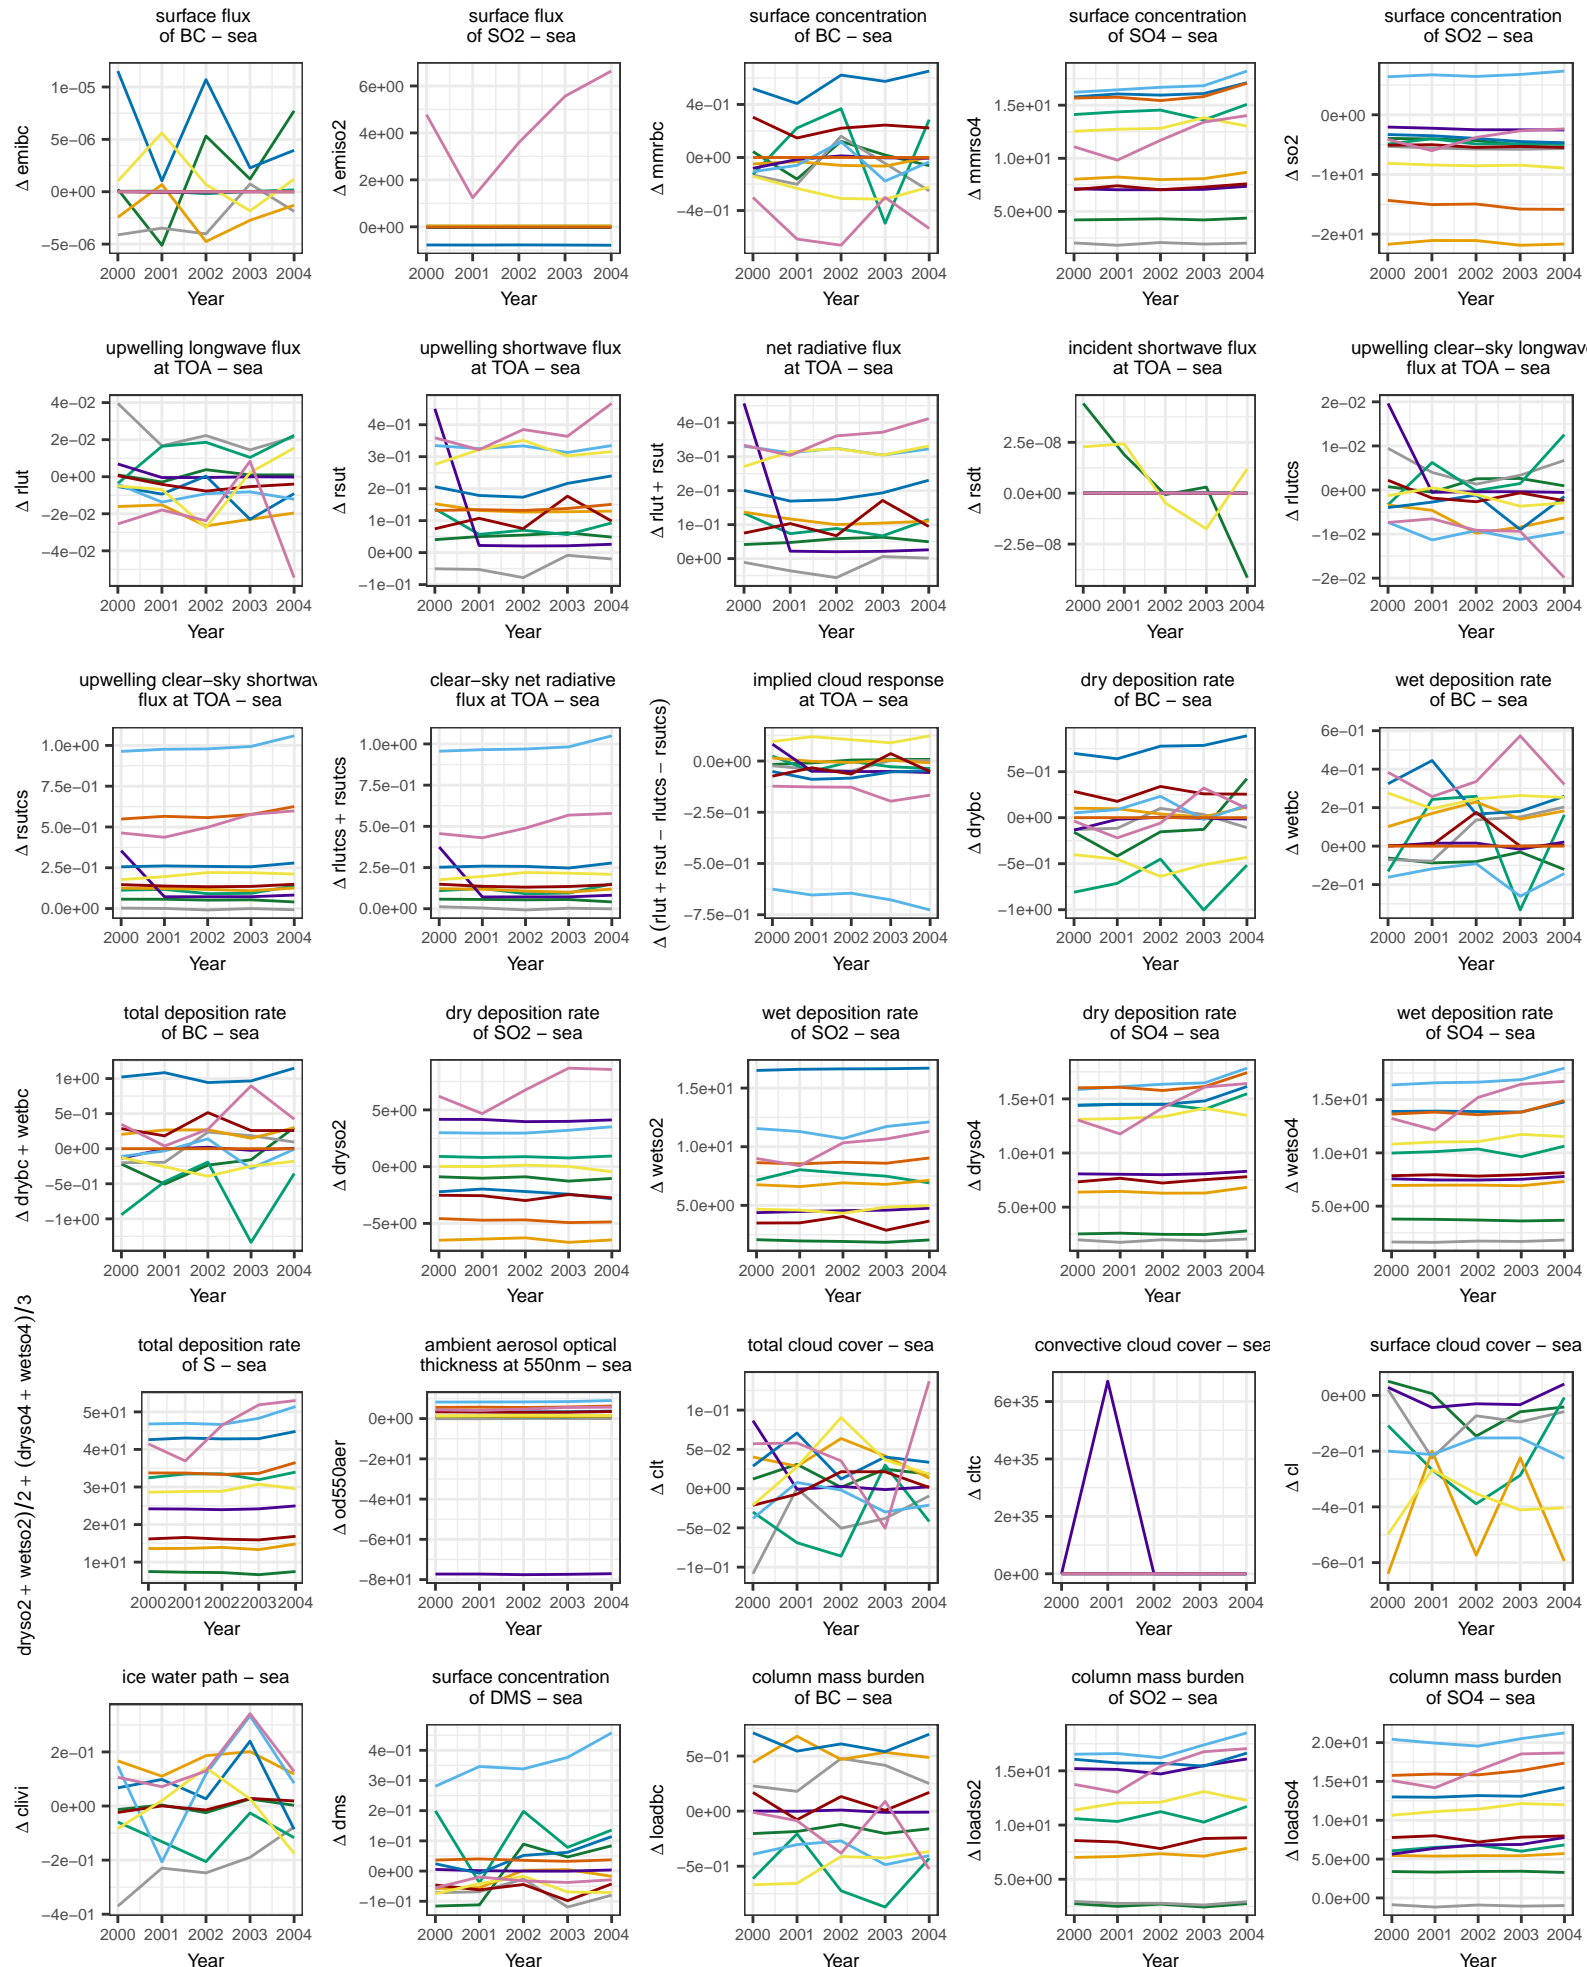 surface flux
of BC − sea
Δ emibc
1e−05
5e−06
0e+00
−5e−06
2000 2001 2002 2003 2004
Year
surface flux
of SO2 − sea
Δ emiso2
6e+00
4e+00
2e+00
0e+00
2000 2001 2002 2003 2004
Year
surface concentration
of BC − sea
Δ mmrbc
4e−01
0e+00
−4e−01
2000 2001 2002 2003 2004
Year
surface concentration
of SO4 − sea
Δ mmrso4
1.5e+01
1.0e+01
5.0e+00
2000 2001 2002 2003 2004
Year
surface concentration
of SO2 − sea
Δ so2
0e+00
−1e+01
−2e+01
2000 2001 2002 2003 2004
Year
upwelling longwave flux
at TOA − sea
Δ rlut
4e−02
2e−02
0e+00
−2e−02
−4e−02
2000 2001 2002 2003 2004
Year
upwelling shortwave flux
at TOA − sea
Δ rsut
4e−01
3e−01
2e−01
1e−01
0e+00
−1e−01
2000 2001 2002 2003 2004
Year
net radiative flux
at TOA − sea
Δ rlut + rsut
4e−01
3e−01
2e−01
1e−01
0e+00
2000 2001 2002 2003 2004
Year
incident shortwave flux
at TOA − sea
Δ rsdt
2.5e−08
0.0e+00
−2.5e−08
2000 2001 2002 2003 2004
Year
upwelling clear−sky longwav
flux at TOA − sea
Δ rlutcs
2e−02
1e−02
0e+00
−1e−02
−2e−02
2000 2001 2002 2003 2004
Year
upwelling clear−sky shortwav
flux at TOA − sea
Δ rsutcs
1.0e+00
7.5e−01
5.0e−01
2.5e−01
0.0e+00
2000 2001 2002 2003 2004
Year
clear−sky net radiative
flux at TOA − sea
Δ rlutcs + rsutcs
1.0e+00
7.5e−01
5.0e−01
2.5e−01
0.0e+00
2000 2001 2002 2003 2004
Year
implied cloud response
at TOA − sea
Δ (rlut + rsut − rlutcs − rsutcs)
0.0e+00
−2.5e−01
−5.0e−01
−7.5e−01
2000 2001 2002 2003 2004
Year
dry deposition rate
of BC − sea
Δ drybc
5e−01
0e+00
−5e−01
−1e+00
2000 2001 2002 2003 2004
Year
wet deposition rate
of BC − sea
Δ wetbc
6e−01
4e−01
2e−01
0e+00
−2e−01
2000 2001 2002 2003 2004
Year
total deposition rate
of BC − sea
Δ drybc + wetbc
1e+00
5e−01
0e+00
−5e−01
−1e+00
2000 2001 2002 2003 2004
Year
dry deposition rate
of SO2 − sea
Δ dryso2
5e+00
0e+00
−5e+00
2000 2001 2002 2003 2004
Year
wet deposition rate
of SO2 − sea
Δ wetso2
1.5e+01
1.0e+01
5.0e+00
2000 2001 2002 2003 2004
Year
dry deposition rate
of SO4 − sea
Δ dryso4
1.5e+01
1.0e+01
5.0e+00
2000 2001 2002 2003 2004
Year
wet deposition rate
of SO4 − sea
Δ wetso4
1.5e+01
1.0e+01
5.0e+00
2000 2001 2002 2003 2004
Year
total deposition rate
of S − sea
dryso2 + wetso2)/2 + (dryso4 + wetso4)/3
5e+01
4e+01
3e+01
2e+01
1e+01
2000 2001 2002 2003 2004
Year
ambient aerosol optical
thickness at 550nm − sea
Δ od550aer
0e+00
−2e+01
−4e+01
−6e+01
−8e+01
2000 2001 2002 2003 2004
Year
total cloud cover − sea
Δ clt
1e−01
5e−02
0e+00
−5e−02
−1e−01
2000 2001 2002 2003 2004
Year
convective cloud cover − sea
Δ cltc
6e+35
4e+35
2e+35
0e+00
2000 2001 2002 2003 2004
Year
surface cloud cover − sea
Δ cl
0e+00
−2e−01
−4e−01
−6e−01
2000 2001 2002 2003 2004
Year
ice water path − sea
Δ clivi
2e−01
0e+00
−2e−01
−4e−01
2000 2001 2002 2003 2004
Year
surface concentration
of DMS − sea
Δ dms
4e−01
3e−01
2e−01
1e−01
0e+00
−1e−01
2000 2001 2002 2003 2004
Year
column mass burden
of BC − sea
Δ loadbc
5e−01
0e+00
−5e−01
2000 2001 2002 2003 2004
Year
column mass burden
of SO2 − sea
Δ loadso2
1.5e+01
1.0e+01
5.0e+00
2000 2001 2002 2003 2004
Year
column mass burden
of SO4 − sea
Δ loadso4
2.0e+01
1.5e+01
1.0e+01
5.0e+00
0.0e+00
2000 2001 2002 2003 2004
Year